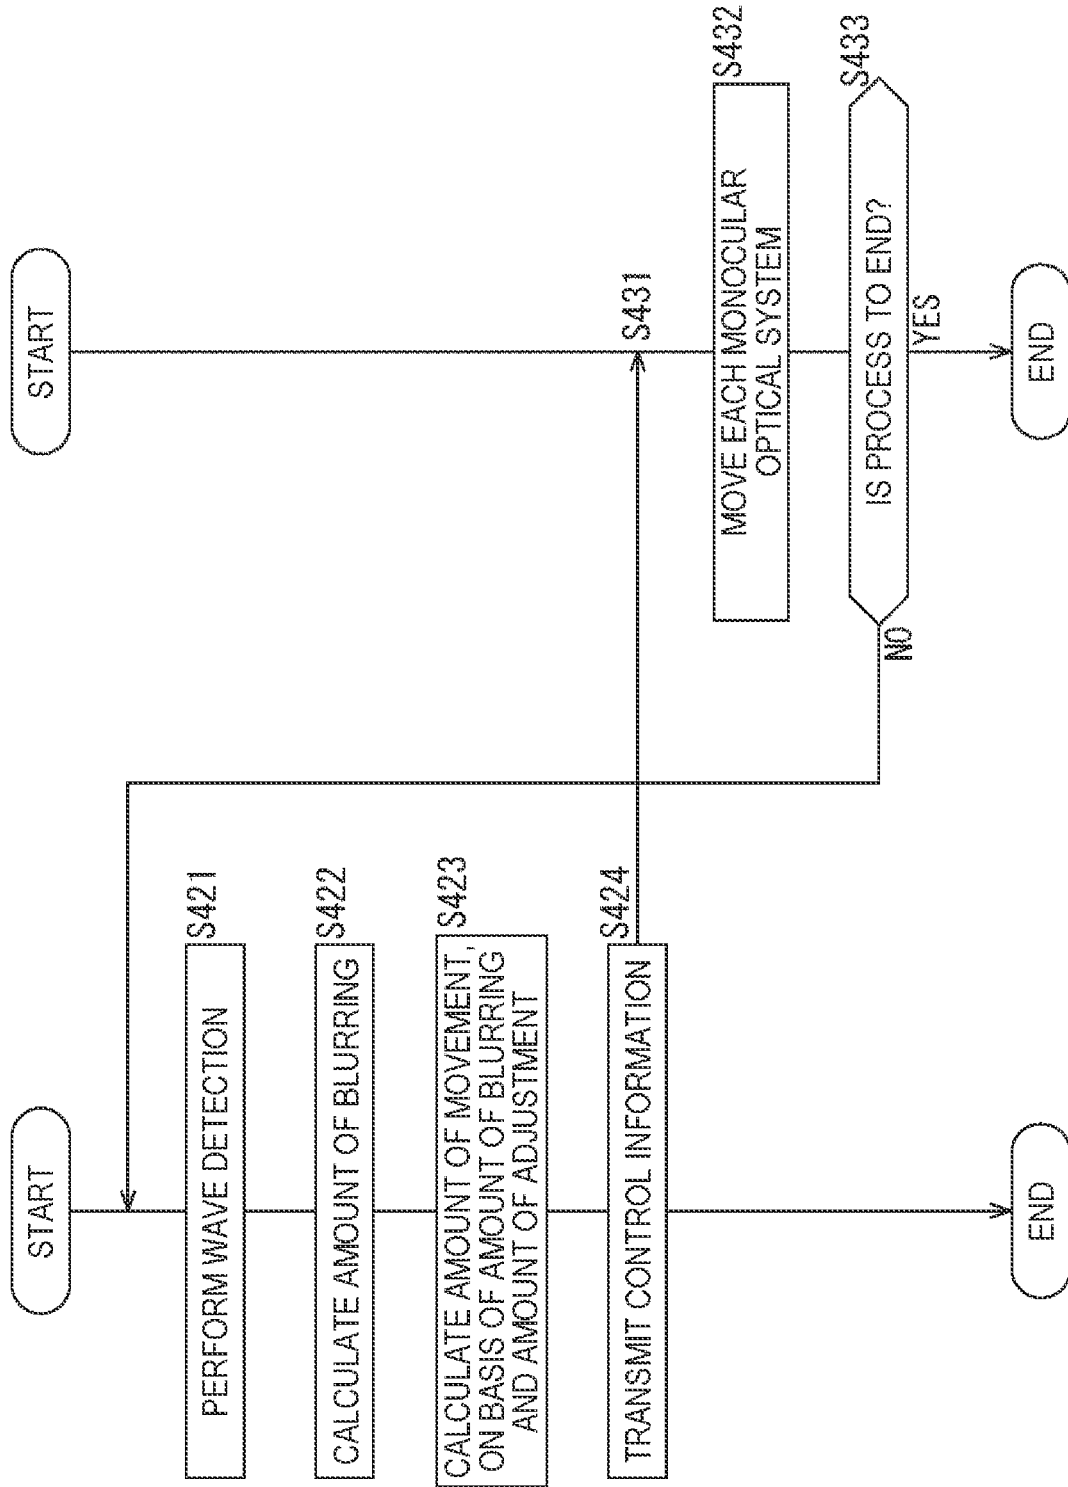 START
PERFORM WAVE DETECTION
S421
CALCULATE AMOUNT OF BLURRING
S422
CALCULATE AMOUNT OF MOVEMENT,
ON BASIS OF AMOUNT OF BLURRING
AND AMOUNT OF ADJUSTMENT
S423
TRANSMIT CONTROL INFORMATION
S424
END
START
S431
MOVE EACH MONOCULAR
OPTICAL SYSTEM
S432
IS PROCESS TO END?
S433
NO
YES
END